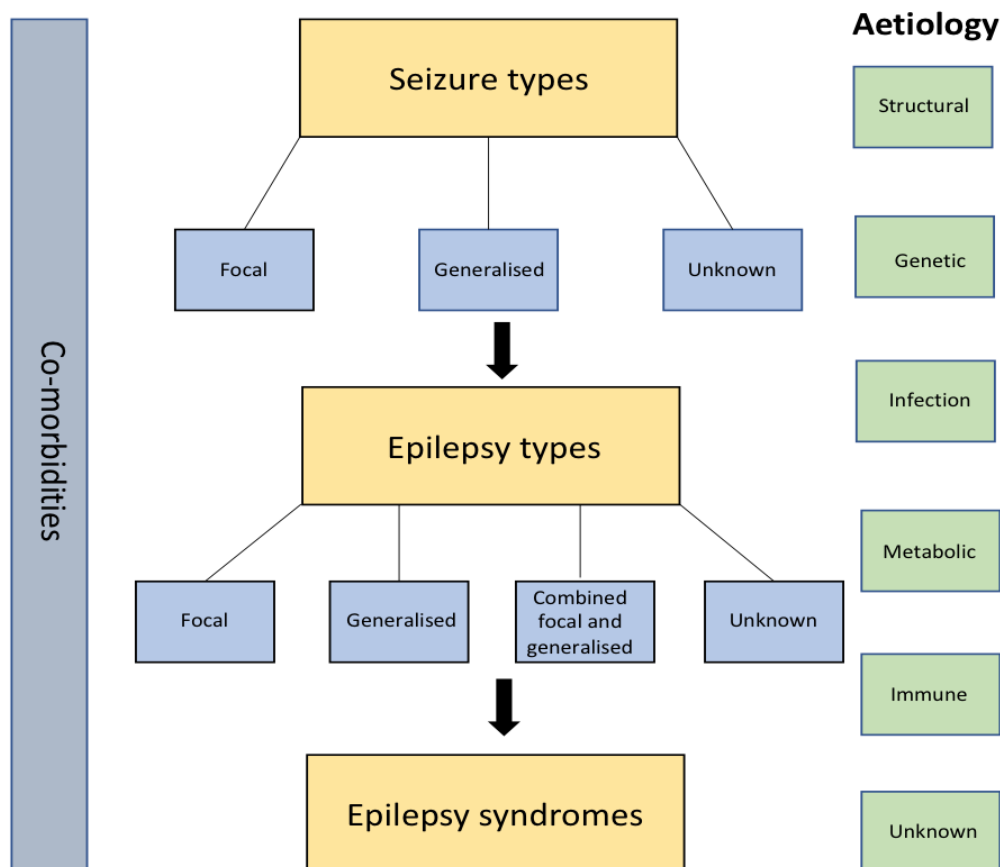 Aetiology
Seizure types
Structural
Focal
Generalised
Unknown
Genetic
Infection
Co-morbidities
Epilepsy types
Metabolic
Focal
Generalised
Combined
focal and
generalised
Unknown
Immune
Epilepsy syndromes
Unknown